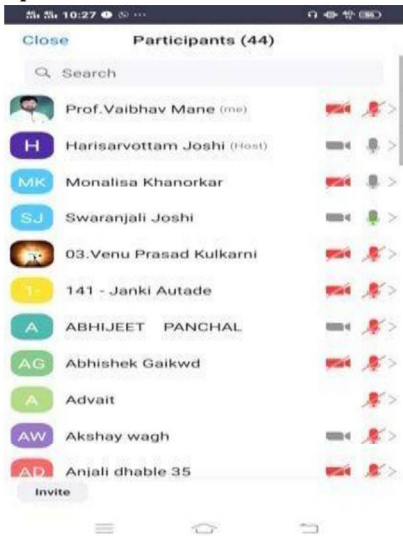 10:27
Close Participants (44)
Search
Prof.Vaibhav Mane (me)
H Harisarvottam Joshi (Host)
MK Monalisa Khanorkar
SJ Swaranjali Joshi
03.Venu Prasad Kulkarni
1- 141 - Janki Autade
A ABHIJEET PANCHAL
AG Abhishek Gaikwd
A Advait
AW Akshay wagh
AD Anjali dhable 35
Invite